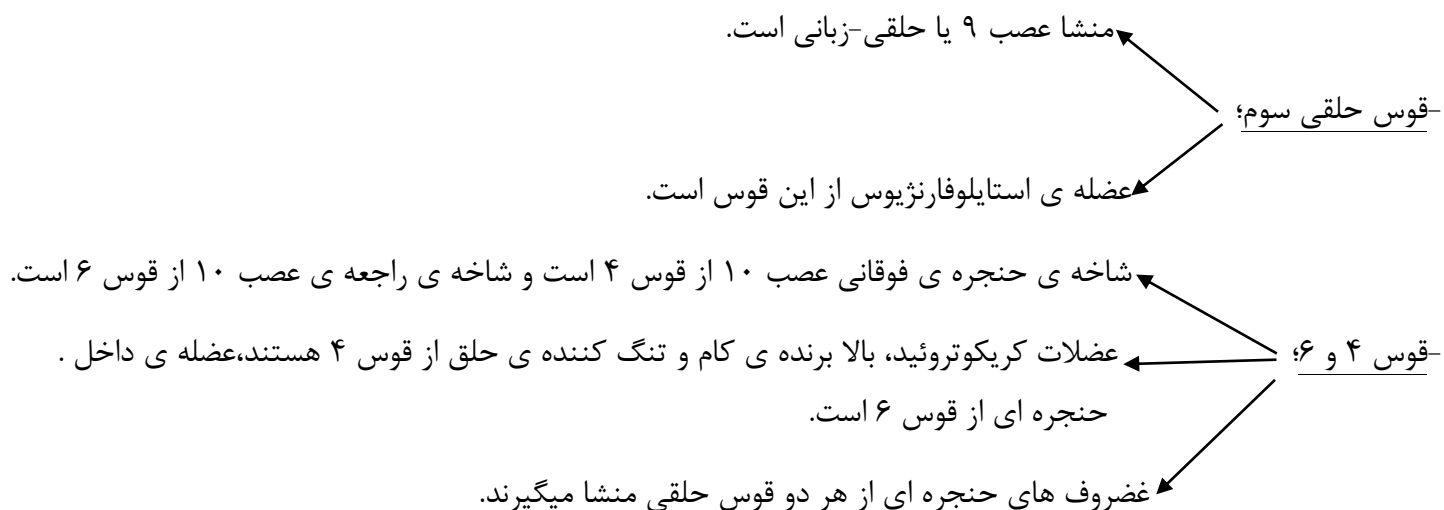 منشا عصب ۹ یا حلقی-زبانی است.
-قوس حلقی سوم؛
عضله ی استایلوفارنژیوس از این قوس است.
شاخه ی حنجره ی فوقانی عصب ۱۰ از قوس ۴ است و شاخه ی راجعه ی عصب ۱۰ از قوس ۶ است.
-قوس ۴ و ۶؛ عضلات کریکوتروئید، بالا برنده ی کام و تنگ کننده ی حلق از قوس ۴ هستند،عضله ی داخل .
حنجره ای از قوس ۶ است.
غضروف های حنجره ای از هر دو قوس حلقی منشا میگیرند.